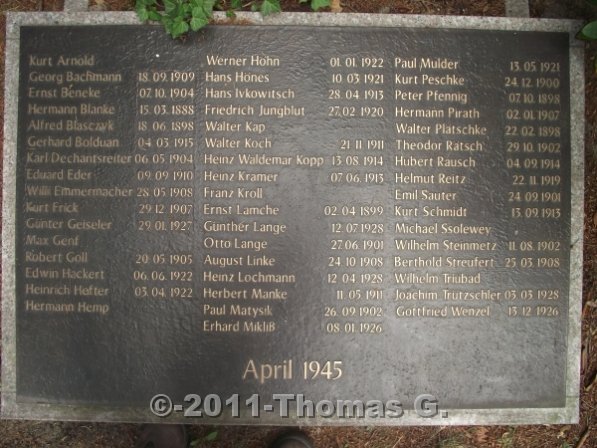 Kurt Arnold
Georg Bachmann 18.09.1909
Ernst Beneke 07.10.1904
Hermann Blanke 15.03.1888
Alfred Blasczyk 18.06.1898
Gerhard Bolduan 04.03.1915
Karl Dechantsreiter 06.05.1904
Eduard Eder 09.09.1910
Willi Emmermacher 28.05.1908
Kurt Frick 29.12.1907
Günter Geiseler 29.01.1927
Max Genf
Robert Goll 20.05.1905
Edwin Hackert 06.06.1922
Heinrich Hofter 03.04.1922
Hermann Hemp
Werner Hohn 01.01.1922
Hans Hönes 10.03.1921
Hans Ivkowitsch 28.04.1913
Friedrich Jungblut 27.02.1920
Walter Kap
Walter Koch 21.11.1911
Heinz Waldemar Kopp 13.08.1914
Heinz Kramer 07.06.1913
Franz Kroll
Ernst Lamche 02.04.1899
Günther Lange 12.07.1928
Otto Lange 27.06.1901
August Linke 24.10.1908
Heinz Lochmann 12.04.1928
Herbert Manke 11.05.1911
Paul Matysik 26.09.1902
Erhard Mikliß 08.01.1926
Paul Mulder 13.05.1921
Kurt Peschke 24.12.1900
Peter Pfennig 07.10.1898
Hermann Pirath 02.01.1907
Walter Platschke 22.02.1898
Theodor Ratsch 29.10.1902
Hubert Rausch 04.09.1914
Helmut Reitz 22.11.1919
Emil Sauter 24.09.1901
Kurt Schmidt 13.09.1913
Michael Ssolewey
Wilhelm Steinmetz 11.08.1902
Berthold Streufert 25.03.1908
Wilhelm Triubad
Joachim Trutzschler 03.03.1928
Gottfried Wenzel 13.12.1926
April 1945
©-2011-Thomas G.